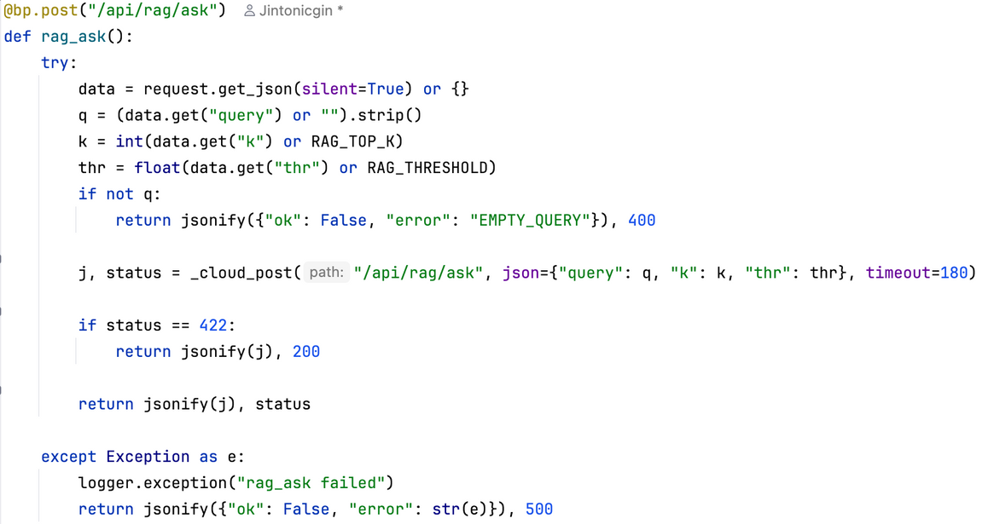 @bp.post("/api/rag/ask") Jintonicgin *
def rag_ask():
    try:
        data = request.get_json(silent=True) or {}
        q = (data.get("query") or "").strip()
        k = int(data.get("k") or RAG_TOP_K)
        thr = float(data.get("thr") or RAG_THRESHOLD)
        if not q:
            return jsonify({"ok": False, "error": "EMPTY_QUERY"}), 400
        j, status = _cloud_post( path: "/api/rag/ask", json={"query": q, "k": k, "thr": thr}, timeout=180)
        if status == 422:
            return jsonify(j), 200
        return jsonify(j), status
    except Exception as e:
        logger.exception("rag_ask failed")
        return jsonify({"ok": False, "error": str(e)}), 500